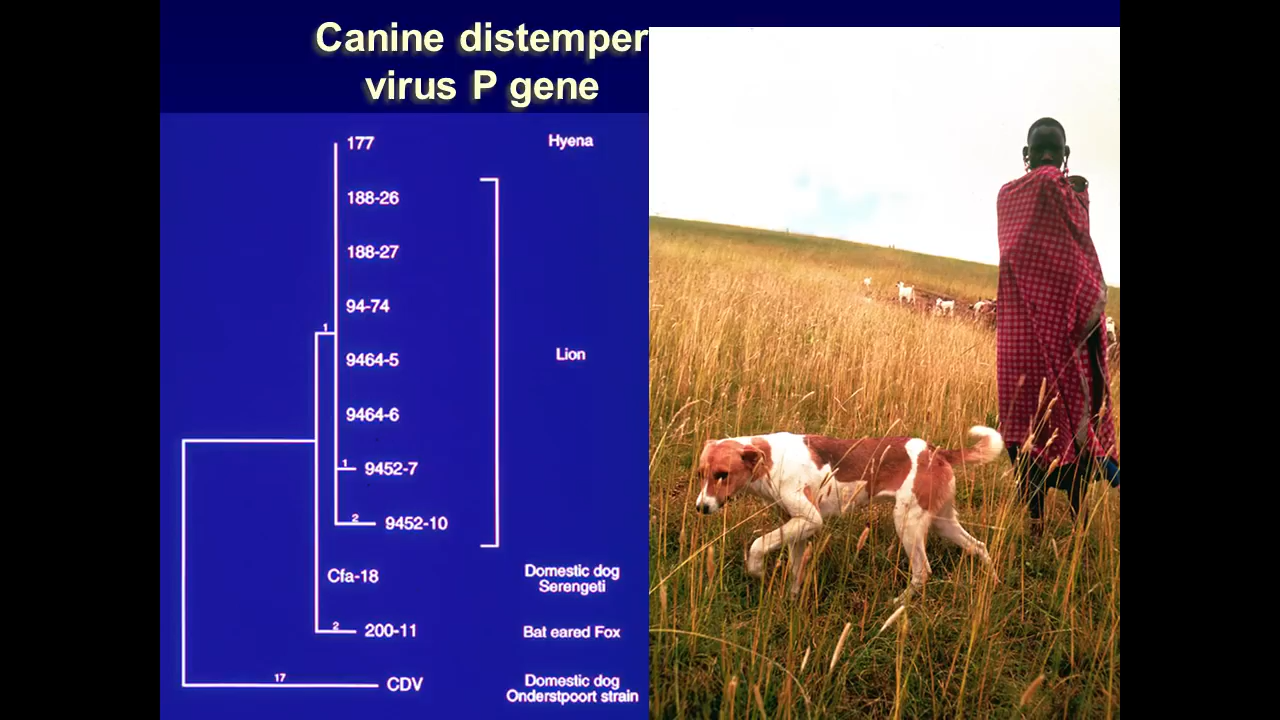 Canine distemper
virus P gene
177 Hyena
188-26
188-27
94-74
1
9464-5 Lion
9464-6
1 9452-7
2 9452-10
Cfa-18 Domestic dog
Serengeti
2 200-11 Bat eared Fox
17 CDV Domestic dog
Onderstpoort strain